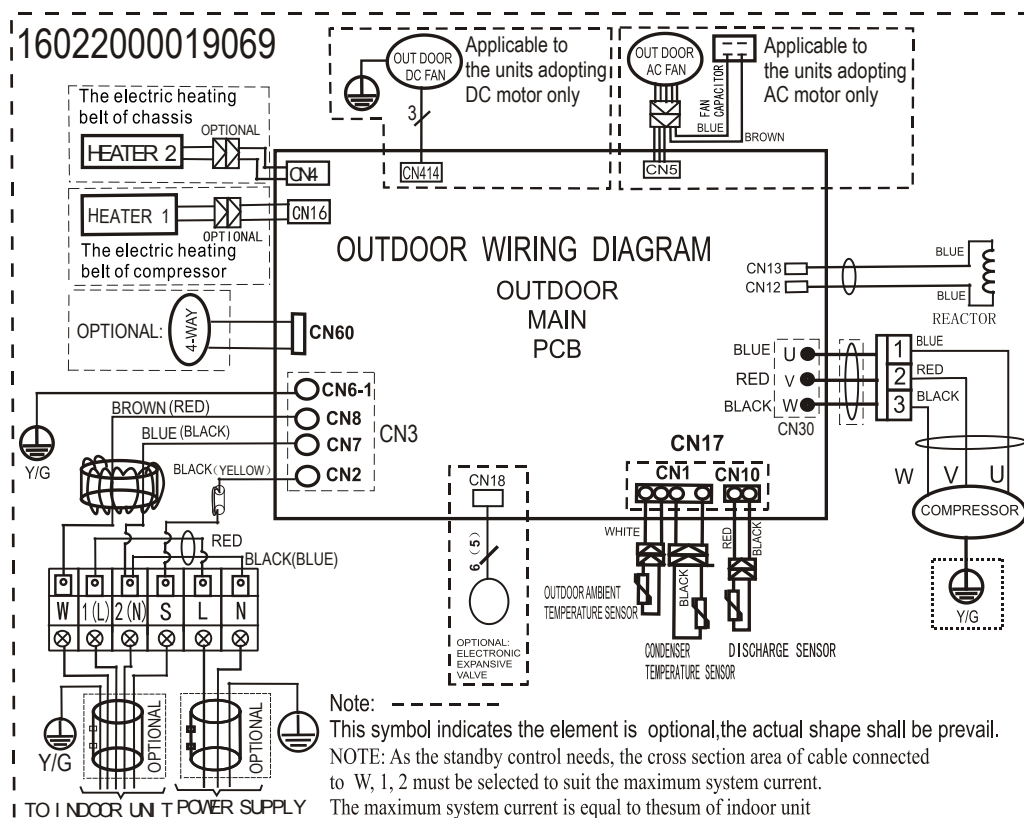 16022000019069
OUT DOOR
DC FAN
Applicable to
the units adopting
DC motor only
3
CN414
OUT DOOR
AC FAN
FAN
CAPACITOR
BLUE
BROWN
Applicable to
the units adopting
AC motor only
CN5
The electric heating
belt of chassis
OPTIONAL
HEATER 2
CN4
HEATER 1
CN16
OPTIONAL
The electric heating
belt of compressor
OPTIONAL:
4-WAY
CN60
OUTDOOR WIRING DIAGRAM
OUTDOOR
MAIN
PCB
CN13
CN12
BLUE
BLUE
REACTOR
BLUE U
RED V
BLACK W
CN30
1 BLUE
2 RED
3 BLACK
W V U
COMPRESSOR
Y/G
CN6-1
CN8
CN7
CN2
CN3
Y/G
BROWN(RED)
BLUE(BLACK)
BLACK(YELLOW)
RED
BLACK(BLUE)
W 1(L) 2(N) S L N
Y/G
OPTIONAL
OPTIONAL
TO INDOOR UNIT
POWER SUPPLY
CN18
6 (5)
OPTIONAL:
ELECTRONIC
EXPANSIVE
VALVE
CN17
CN1
CN10
WHITE
BLACK
RED
BLACK
OUTDOOR AMBIENT
TEMPERATURE SENSOR
CONDENSER
TEMPERATURE SENSOR
DISCHARGE SENSOR
Note:
This symbol indicates the element is optional,the actual shape shall be prevail.
NOTE: As the standby control needs, the cross section area of cable connected
to W, 1, 2 must be selected to suit the maximum system current.
The maximum system current is equal to thesum of indoor unit